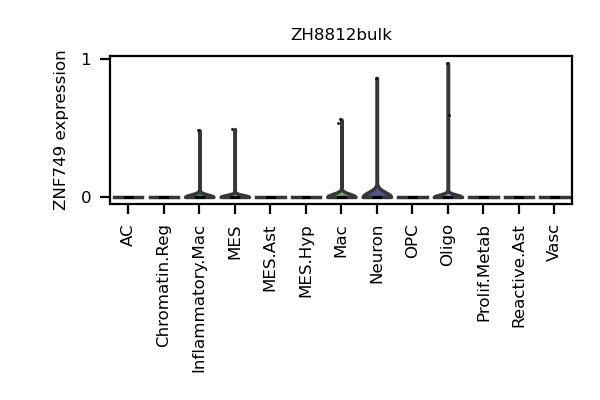 ZH8812bulk
ZNF749 expression
1
0
AC
Chromatin.Reg
Inflammatory.Mac
MES
MES.Ast
MES.Hyp
Mac
Neuron
OPC
Oligo
Prolif.Metab
Reactive.Ast
Vasc